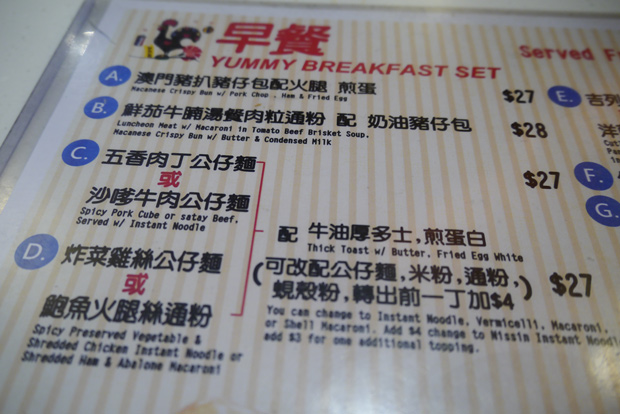 早餐
YUMMY BREAKFAST SET
Served
A. 澳門豬扒豬仔包配火腿 煎蛋 $27
Macanese Crispy Bun w/ Pork Chop . Ham & Fried Egg
B. 鮮茄牛腩湯餐肉粒通粉 配 奶油豬仔包 $28
Luncheon Meat w/ Macaroni in Tomato Beef Brisket Soup.
Macanese Crispy Bun w/ Butter & Condensed Milk
C. 五香肉丁公仔麵 $27
或
沙嗲牛肉公仔麵
Spicy Pork Cube or satay Beef,
Served w/ Instant Noodle
配 牛油厚多士,煎蛋白
Thick Toast w/ Butter, Fried Egg White
D. 炸菜雞絲公仔麵
或
鮑魚火腿絲通粉
Spicy Preserved Vegetable &
Shredded Chicken Instant Noodle or
Shredded Ham & Abalone Macaroni
(可改配公仔麵,米粉,通粉,
蜆殼粉,轉出前一丁加$4) $27
You can change to Instant Noodle, Vermicelli, Macaroni,
or Shell Macaroni. Add $4 change to Nissin Instant Noodl
add $3 for one additional topping.
E. 吉列
F.
G.